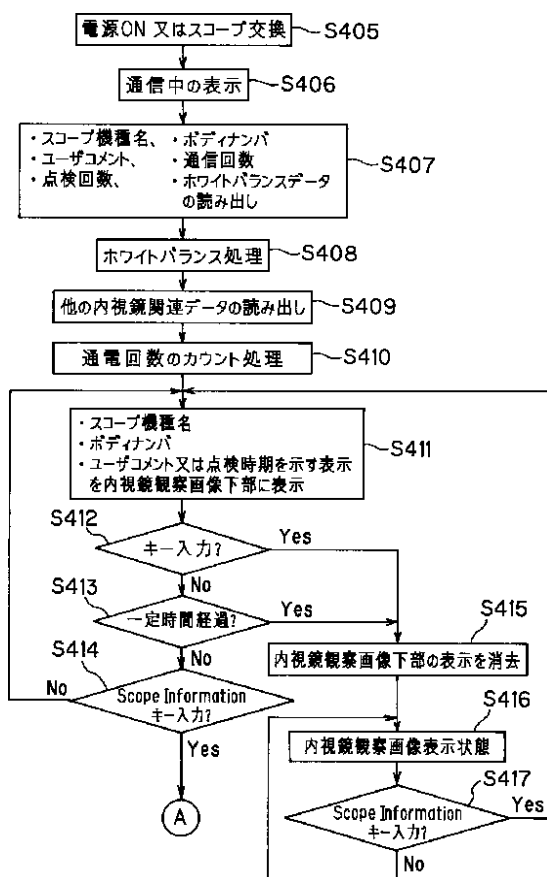 電源ON 又はスコープ交換
S405
通信中の表示
S406
・スコープ機種名、 ・ボディナンバ
・ユーザコメント、 ・通信回数
・点検回数、 ・ホワイトバランスデータ
の読み出し
S407
ホワイトバランス処理
S408
他の内視鏡関連データの読み出し
S409
通電回数のカウント処理
S410
・スコープ機種名
・ボディナンバ
・ユーザコメント又は点検時期を示す表示
を内視鏡観察画像下部に表示
S411
S412
キー入力?
Yes
No
S413
一定時間経過?
Yes
No
S414
Scope Information
キー入力?
No
Yes
A
S415
内視鏡観察画像下部の表示を消去
S416
内視鏡観察画像表示状態
S417
Scope Information
キー入力?
Yes
No